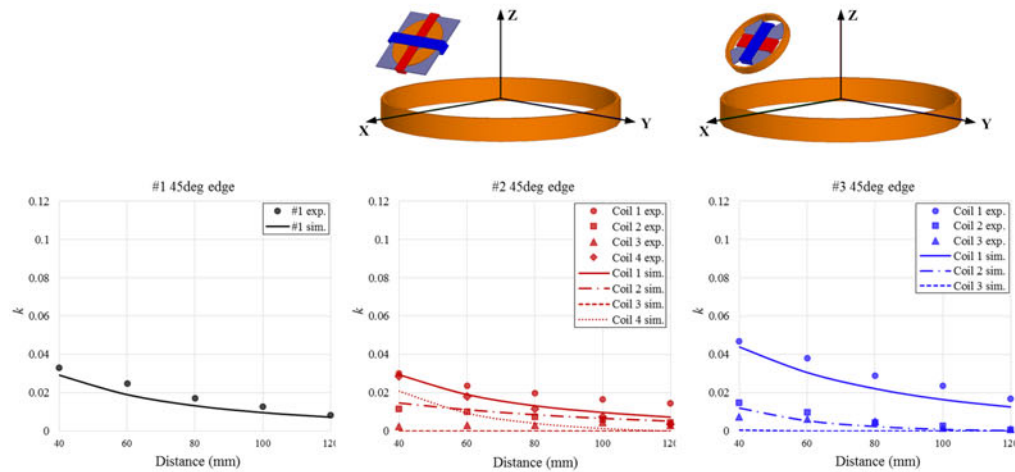 Z
X
Y
Z
X
Y
#1 45deg edge
0.12
0.1
0.08
0.06
0.04
0.02
0
k
40
60
80
100
120
Distance (mm)
#1 exp.
#1 sim.
#2 45deg edge
0.12
0.1
0.08
0.06
0.04
0.02
0
k
40
60
80
100
120
Distance (mm)
Coil 1 exp.
Coil 2 exp.
Coil 3 exp.
Coil 4 exp.
Coil 1 sim.
Coil 2 sim.
Coil 3 sim.
Coil 4 sim.
#3 45deg edge
0.12
0.1
0.08
0.06
0.04
0.02
0
k
40
60
80
100
120
Distance (mm)
Coil 1 exp.
Coil 2 exp.
Coil 3 exp.
Coil 1 sim.
Coil 2 sim.
Coil 3 sim.